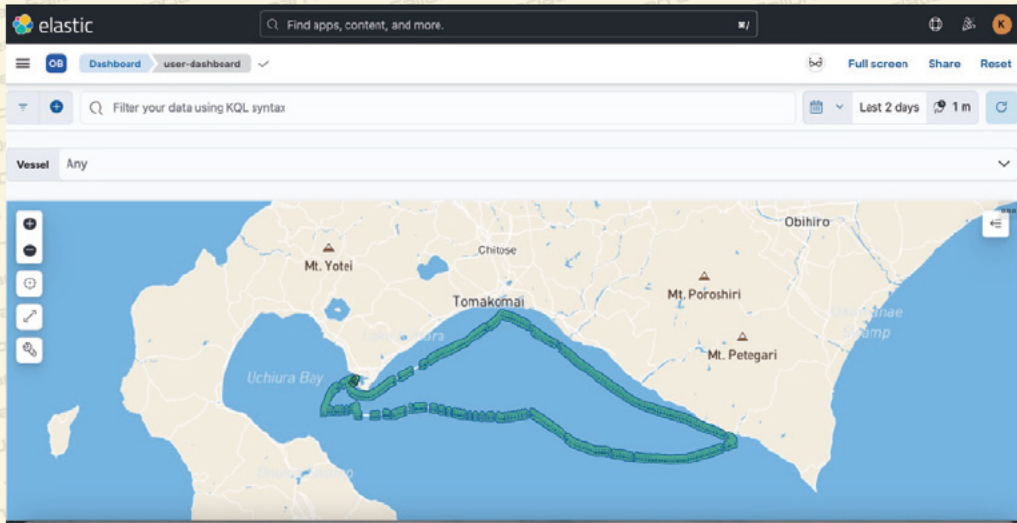 elastic
Find apps, content, and more.
⌘/
K
OB
Dashboard
user-dashboard
Full screen
Share
Reset
Filter your data using KQL syntax
Last 2 days
1 m
Vessel
Any
Obihiro
Chitose
Mt. Yotei
Mt. Poroshiri
Tomakomai
Swamp
Mt. Petegari
Uchiura Bay